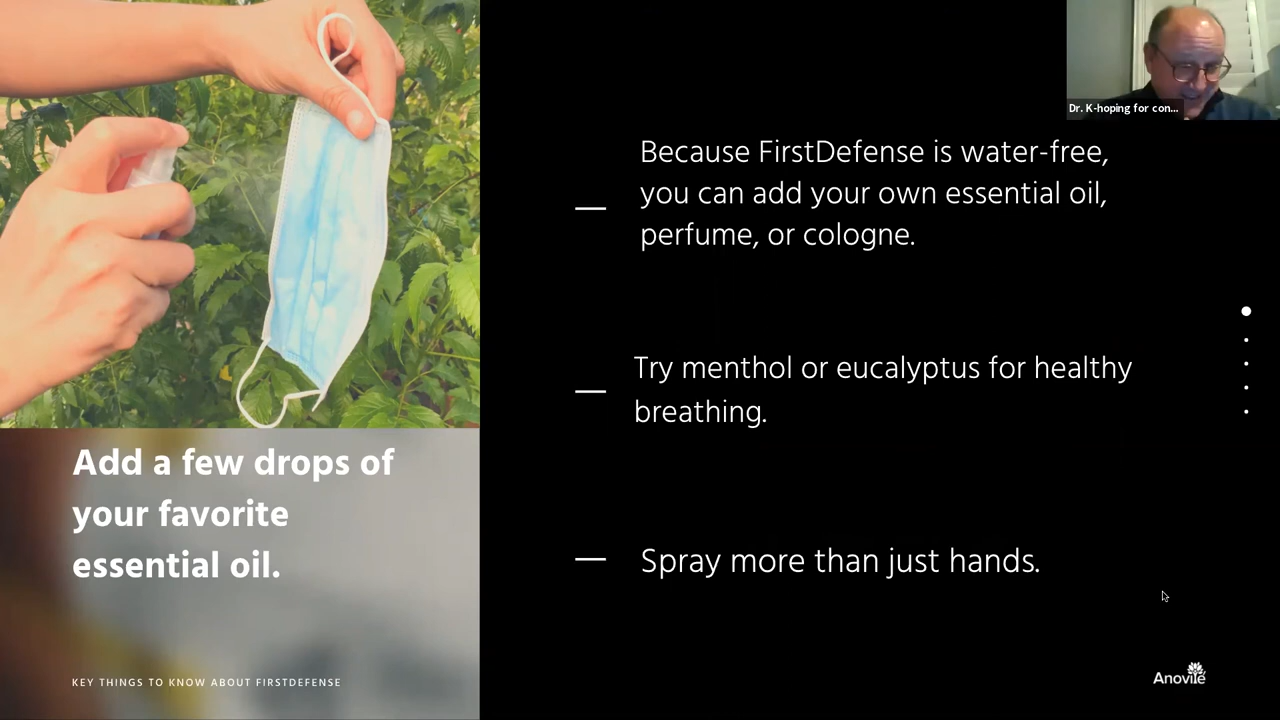 Dr. K-hoping for con...
Because FirstDefense is water-free,
you can add your own essential oil,
perfume, or cologne.
Try menthol or eucalyptus for healthy
breathing.
Spray more than just hands.
Add a few drops of
your favorite
essential oil.
KEY THINGS TO KNOW ABOUT FIRSTDEFENSE
Anovite